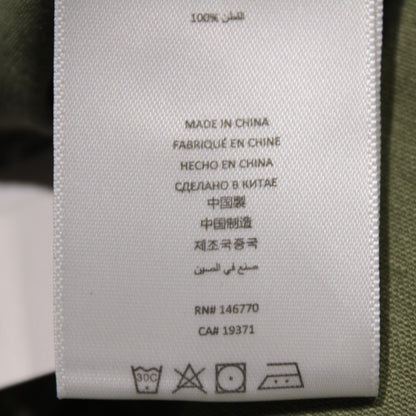 القطن 100%
MADE IN CHINA
FABRIQUÉ EN CHINE
HECHO EN CHINA
СДЕЛАНО В КИТАЕ
中国製
中国制造
제조국중국
صنع في الصين
RN# 146770
CA# 19371
30C